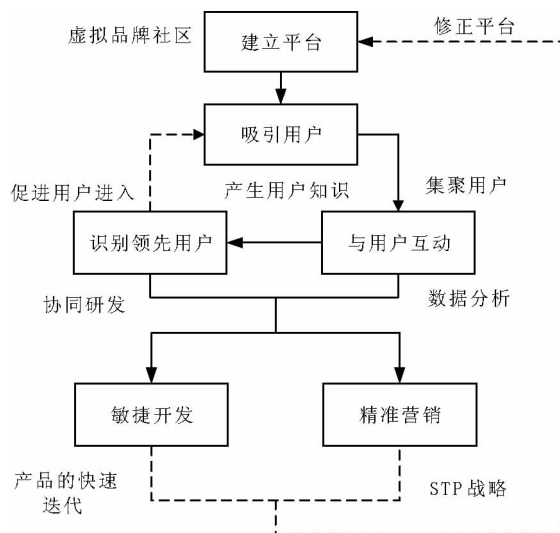 修正平台
虚拟品牌社区
建立平台
吸引用户
促进用户进入
产生用户知识
集聚用户
识别领先用户
与用户互动
协同研发
数据分析
敏捷开发
精准营销
产品的快速
迭代
STP战略